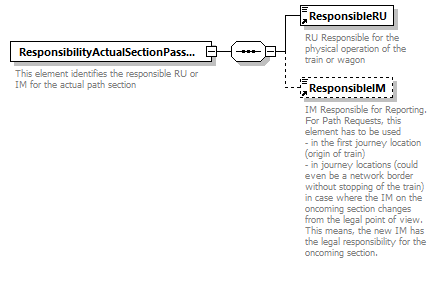 ResponsibilityActualSectionPass...
This element identifies the responsible RU or
IM for the actual path section
ResponsibleRU
RU Responsible for the
physical operation of the
train or wagon
ResponsibleIM
IM Responsible for Reporting.
For Path Requests, this
element has to be used
- in the first journey location
(origin of train)
- in journey locations (could
even be a network border
without stopping of the train)
in case where the IM on the
oncoming section changes
from the legal point of view.
This means, the new IM has
the legal responsibility for the
oncoming section.